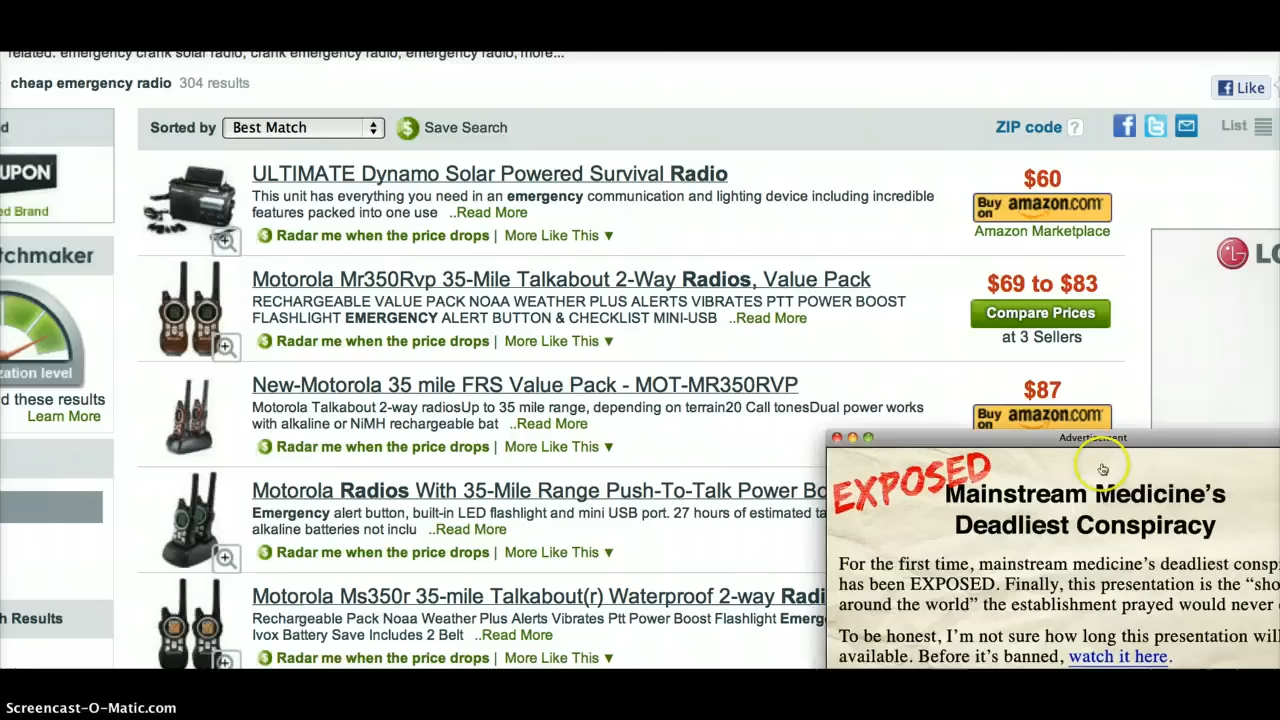 related: emergency crank solar radio, crank emergency radio, emergency radio, more...
cheap emergency radio 304 results
Like
Sorted by Best Match Save Search
ZIP code ? List
UPON
Brand
tchmaker
zation level
d these results
Learn More
h Results
ULTIMATE Dynamo Solar Powered Survival Radio
This unit has everything you need in an emergency communication and lighting device including incredible
features packed into one use ..Read More
Radar me when the price drops | More Like This ▼
$60
Buy on amazon.com
Amazon Marketplace
Motorola Mr350Rvp 35-Mile Talkabout 2-Way Radios, Value Pack
RECHARGEABLE VALUE PACK NOAA WEATHER PLUS ALERTS VIBRATES PTT POWER BOOST
FLASHLIGHT EMERGENCY ALERT BUTTON & CHECKLIST MINI-USB ..Read More
Radar me when the price drops | More Like This ▼
$69 to $83
Compare Prices
at 3 Sellers
LG
New-Motorola 35 mile FRS Value Pack - MOT-MR350RVP
Motorola Talkabout 2-way radiosUp to 35 mile range, depending on terrain20 Call tonesDual power works
with alkaline or NiMH rechargeable bat ..Read More
Radar me when the price drops | More Like This ▼
$87
Buy on amazon.com
Motorola Radios With 35-Mile Range Push-To-Talk Power Bo
Emergency alert button, built-in LED flashlight and mini USB port. 27 hours of estimated ta
alkaline batteries not inclu ..Read More
Radar me when the price drops | More Like This ▼
Motorola Ms350r 35-mile Talkabout(r) Waterproof 2-way Radi
Rechargeable Pack Noaa Weather Plus Alerts Vibrates Ptt Power Boost Flashlight Emerg
Ivox Battery Save Includes 2 Belt ..Read More
Radar me when the price drops | More Like This ▼
Advertisement
EXPOSED
Mainstream Medicine's
Deadliest Conspiracy
For the first time, mainstream medicine's deadliest consp
has been EXPOSED. Finally, this presentation is the "sho
around the world" the establishment prayed would never
To be honest, I'm not sure how long this presentation will
available. Before it's banned, watch it here.
Screencast-O-Matic.com